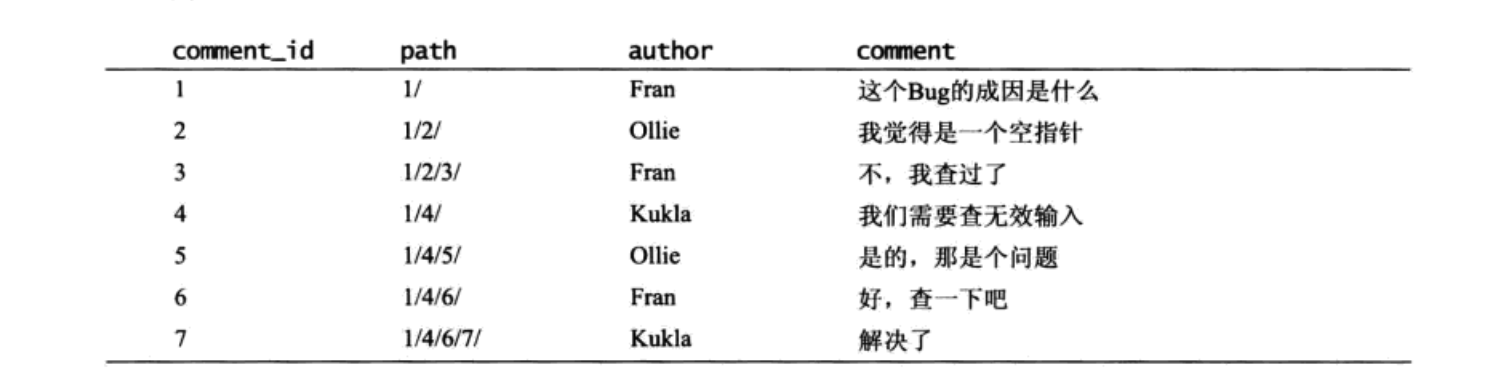 comment_id path author comment
1 1/ Fran 这个Bug的成因是什么
2 1/2/ Ollie 我觉得是一个空指针
3 1/2/3/ Fran 不，我查过了
4 1/4/ Kukla 我们需要查无效输入
5 1/4/5/ Ollie 是的，那是个问题
6 1/4/6/ Fran 好，查一下吧
7 1/4/6/7/ Kukla 解决了